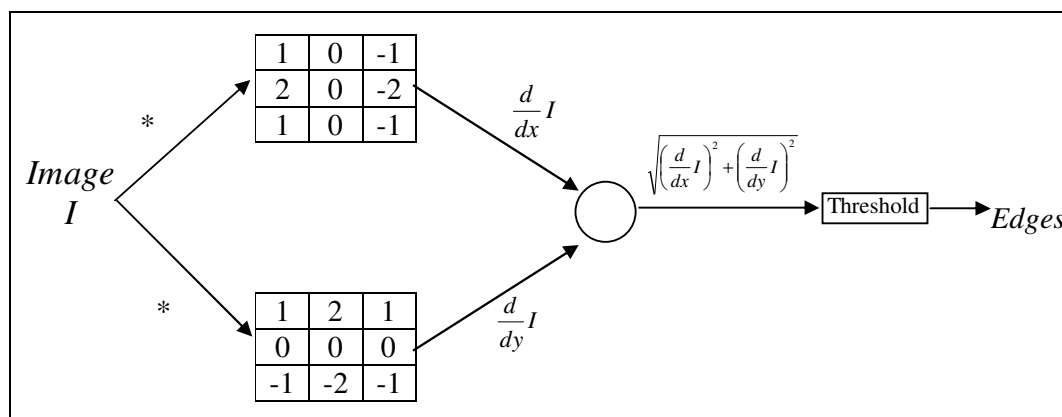 1 0 -1
2 0 -2
1 0 -1
*
d/dx I
√((d/dx I)² + (d/dy I)²)
Image
I
Threshold
Edges
*
1 2 1
0 0 0
-1 -2 -1
d/dy I